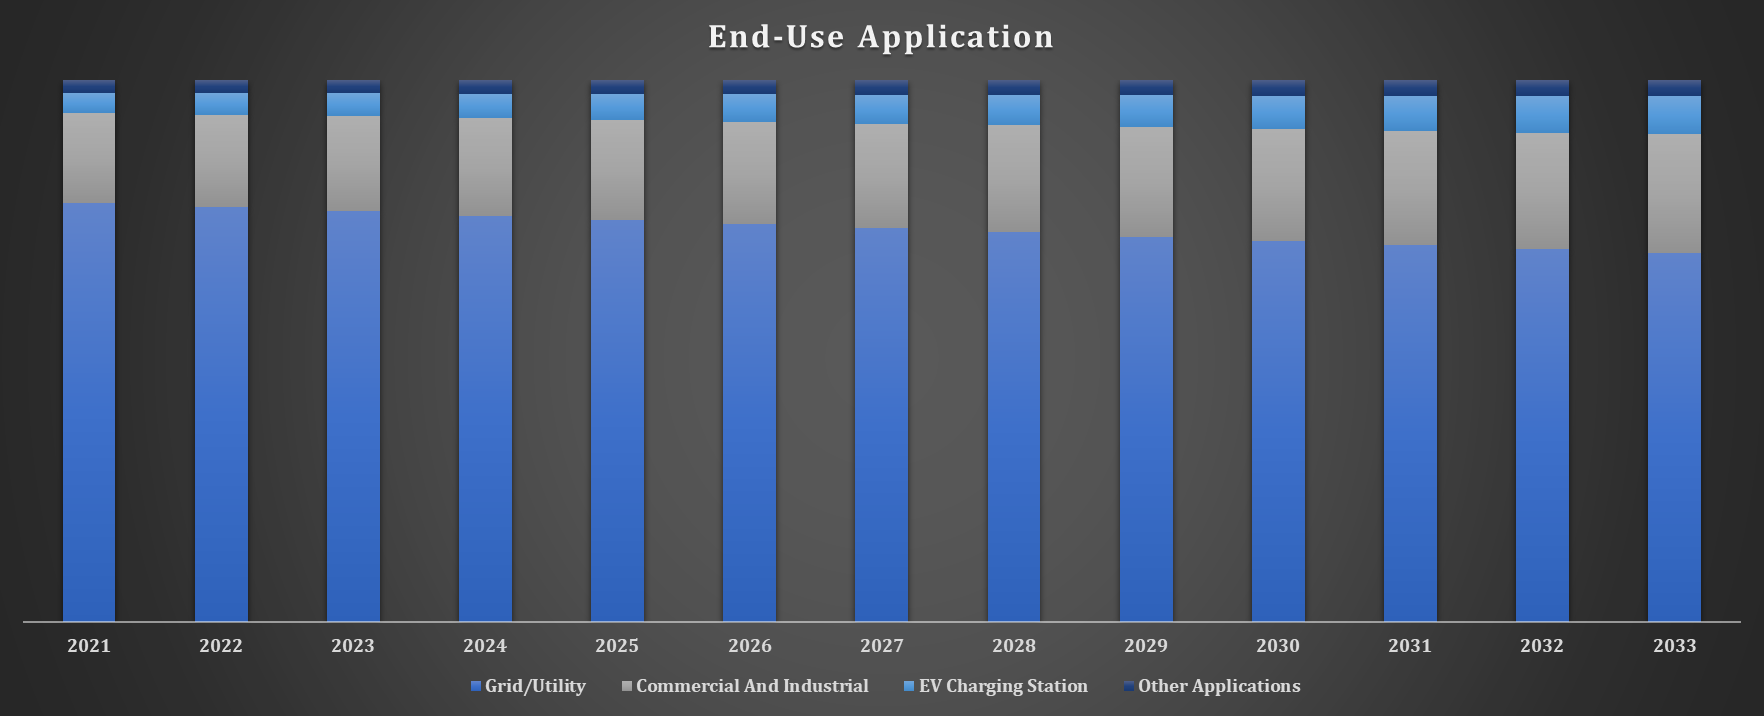 End-Use Application
2021 2022 2023 2024 2025 2026 2027 2028 2029 2030 2031 2032 2033
Grid/Utility Commercial And Industrial EV Charging Station Other Applications